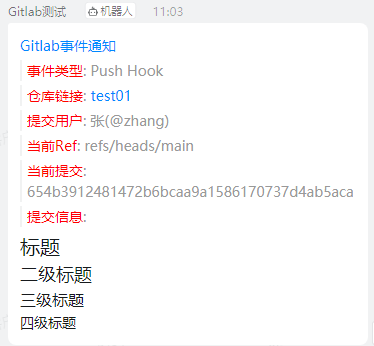 Gitlab测试 机器人 11:03
Gitlab事件通知
事件类型: Push Hook
仓库链接: test01
提交用户: 张(@zhang)
当前Ref: refs/heads/main
当前提交:
654b3912481472b6bcaa9a1586170737d4ab5aca
提交信息:
标题
二级标题
三级标题
四级标题